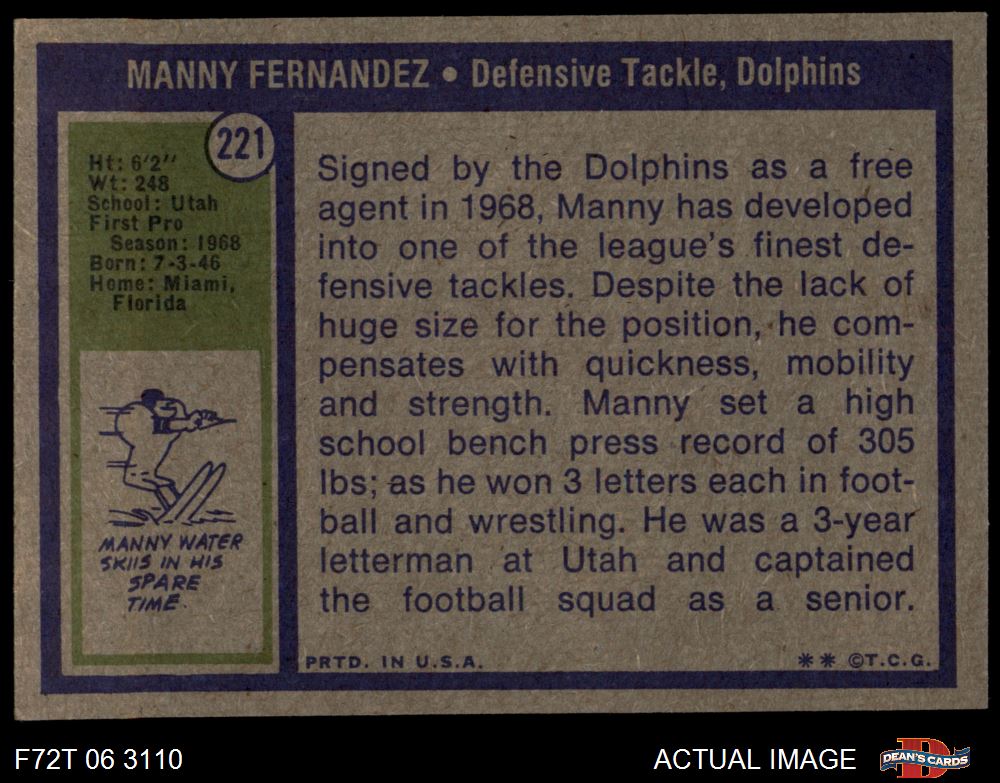 MANNY FERNANDEZ • Defensive Tackle, Dolphins
221
Ht: 6'2"
Wt: 248
School: Utah
First Pro
Season: 1968
Born: 7-3-46
Home: Miami,
Florida
MANNY WATER
SKIIS IN HIS
SPARE
TIME.
Signed by the Dolphins as a free
agent in 1968, Manny has developed
into one of the league's finest de-
fensive tackles. Despite the lack of
huge size for the position, he com-
pensates with quickness, mobility
and strength. Manny set a high
school bench press record of 305
lbs; as he won 3 letters each in foot-
ball and wrestling. He was a 3-year
letterman at Utah and captained
the football squad as a senior.
PRTD. IN U.S.A.
** ©T.C.G.
F72T 06 3110
ACTUAL IMAGE
DEAN'S CARDS